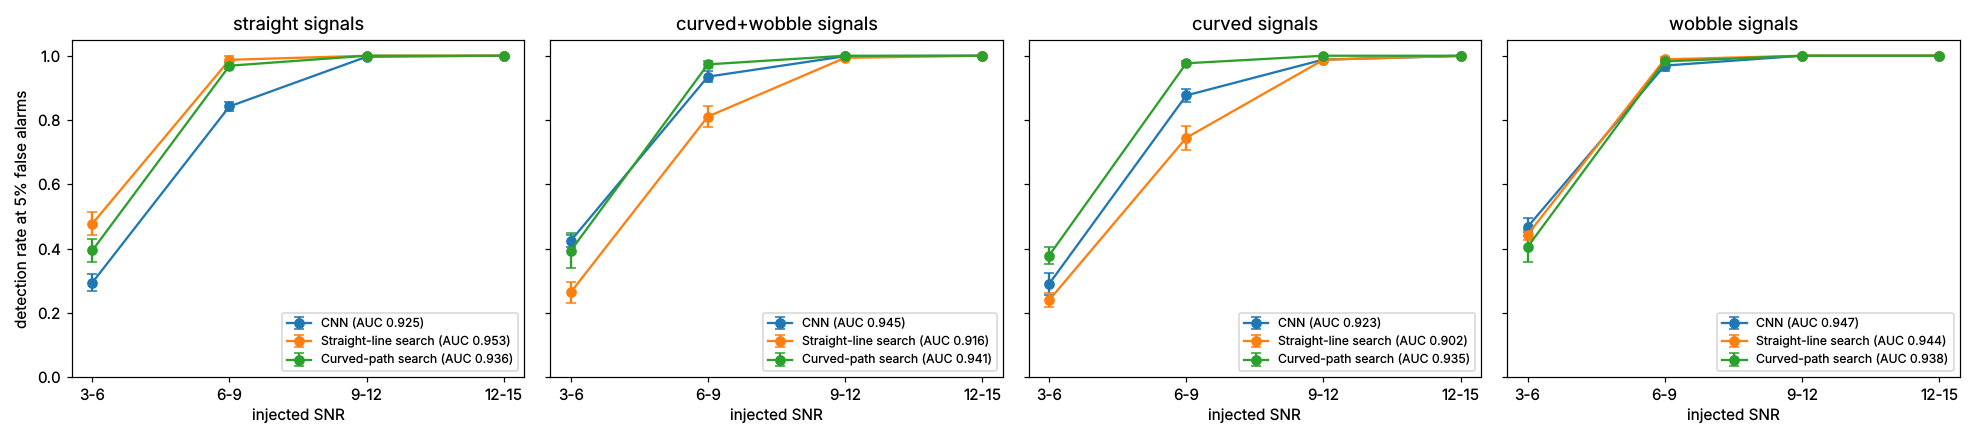 straight signals
curved+wobble signals
curved signals
wobble signals
detection rate at 5% false alarms
1.0
0.8
0.6
0.4
0.2
0.0
CNN (AUC 0.925)
Straight-line search (AUC 0.953)
Curved-path search (AUC 0.936)
3–6
6–9
9–12
12–15
injected SNR
CNN (AUC 0.945)
Straight-line search (AUC 0.916)
Curved-path search (AUC 0.941)
3–6
6–9
9–12
12–15
injected SNR
CNN (AUC 0.923)
Straight-line search (AUC 0.902)
Curved-path search (AUC 0.935)
3–6
6–9
9–12
12–15
injected SNR
CNN (AUC 0.947)
Straight-line search (AUC 0.944)
Curved-path search (AUC 0.938)
3–6
6–9
9–12
12–15
injected SNR